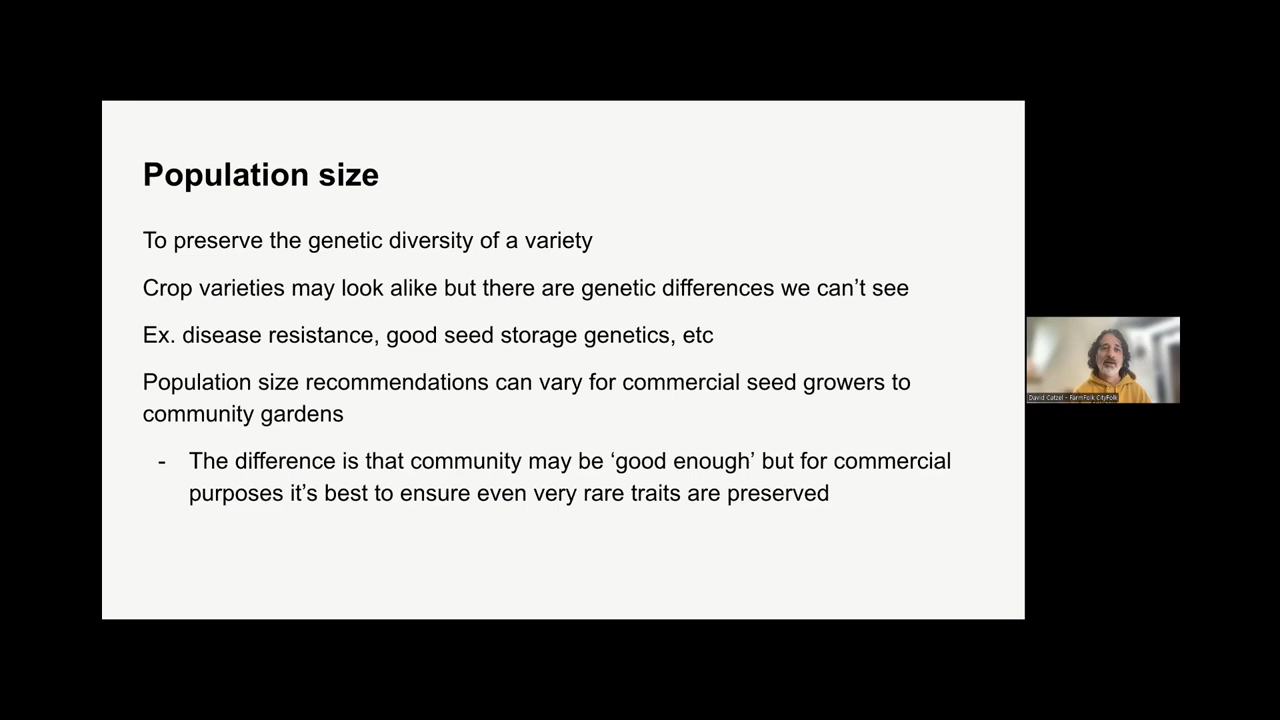 Population size
To preserve the genetic diversity of a variety
Crop varieties may look alike but there are genetic differences we can’t see
Ex. disease resistance, good seed storage genetics, etc
Population size recommendations can vary for commercial seed growers to
community gardens
- The difference is that community may be ‘good enough’ but for commercial
purposes it’s best to ensure even very rare traits are preserved
David Catzel - FarmFolk CityFolk